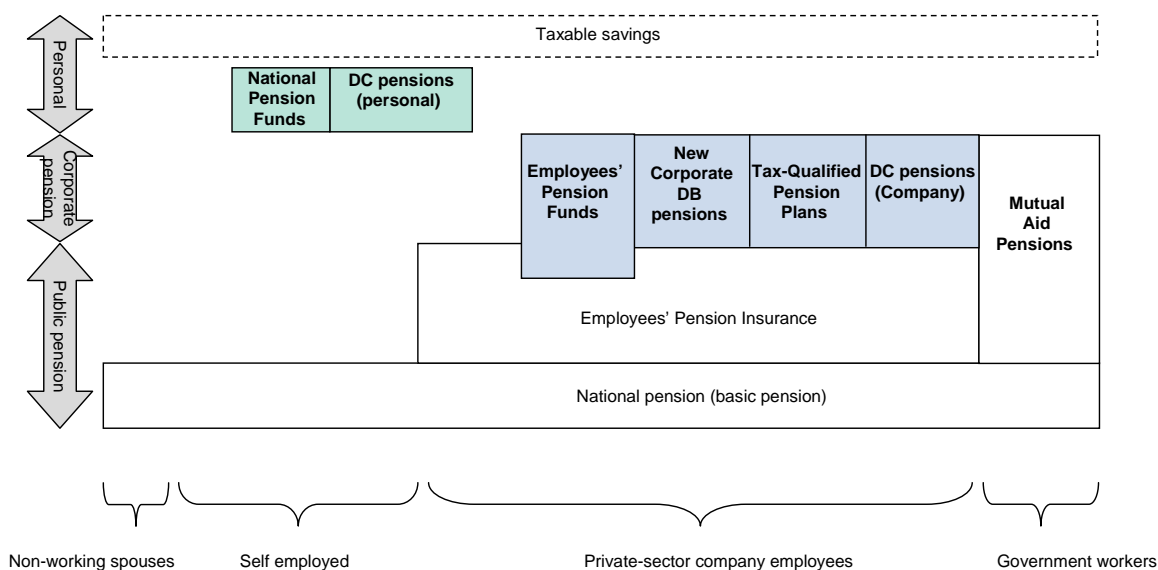 Taxable savings
Personal
National
Pension
Funds
DC pensions
(personal)
Corporate
pension
Employees’
Pension
Funds
New
Corporate
DB
pensions
Tax-Qualified
Pension
Plans
DC pensions
(Company)
Mutual
Aid
Pensions
Public pension
Employees’ Pension Insurance
National pension (basic pension)
Non-working spouses
Self employed
Private-sector company employees
Government workers